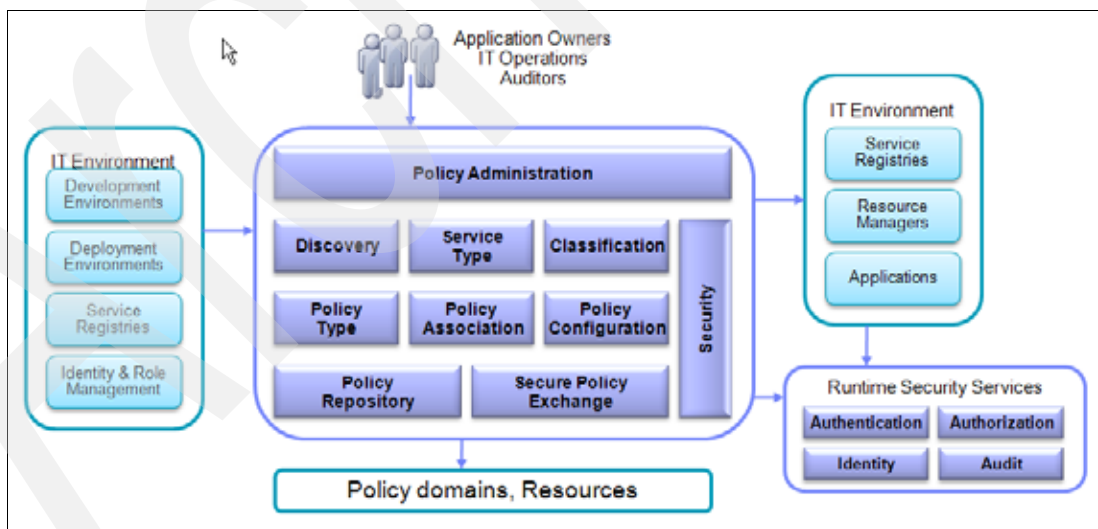 Application Owners
IT Operations
Auditors
IT Environment
Development
Environments
Deployment
Environments
Service
Registries
Identity & Role
Management
Policy Administration
Discovery
Service
Type
Classification
Policy
Type
Policy
Association
Policy
Configuration
Policy
Repository
Secure Policy
Exchange
Security
IT Environment
Service
Registries
Resource
Managers
Applications
Runtime Security Services
Authentication
Authorization
Identity
Audit
Policy domains, Resources